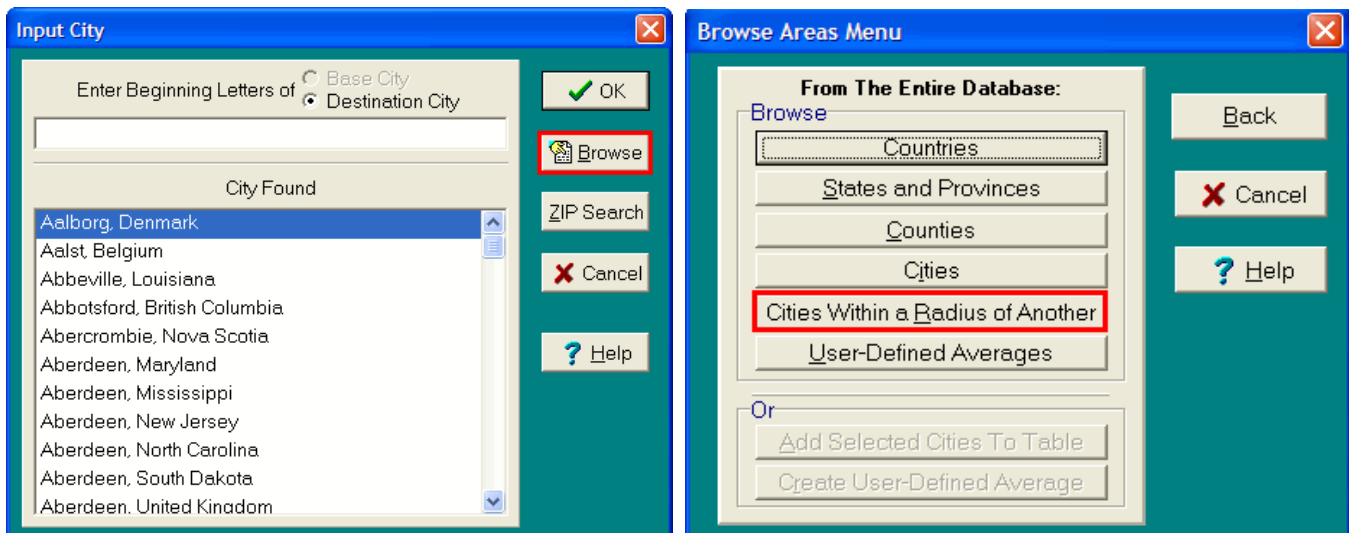 Input City
Enter Beginning Letters of
Base City
Destination City
OK
Browse
ZIP Search
Cancel
Help
City Found
Aalborg, Denmark
Aalst, Belgium
Abbeville, Louisiana
Abbotsford, British Columbia
Abercrombie, Nova Scotia
Aberdeen, Maryland
Aberdeen, Mississippi
Aberdeen, New Jersey
Aberdeen, North Carolina
Aberdeen, South Dakota
Aberdeen, United Kingdom
Browse Areas Menu
From The Entire Database:
Browse
Countries
States and Provinces
Counties
Cities
Cities Within a Radius of Another
User-Defined Averages
Or
Add Selected Cities To Table
Create User-Defined Average
Back
Cancel
Help